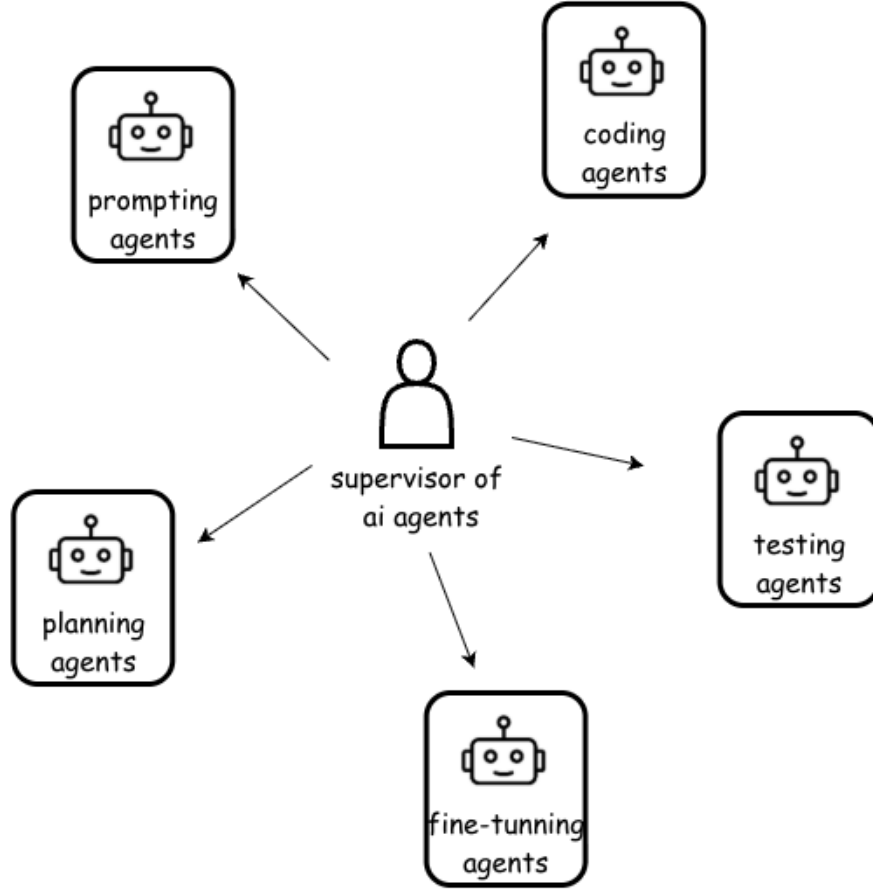 coding
agents
prompting
agents
supervisor of
ai agents
testing
agents
planning
agents
fine-tunning
agents